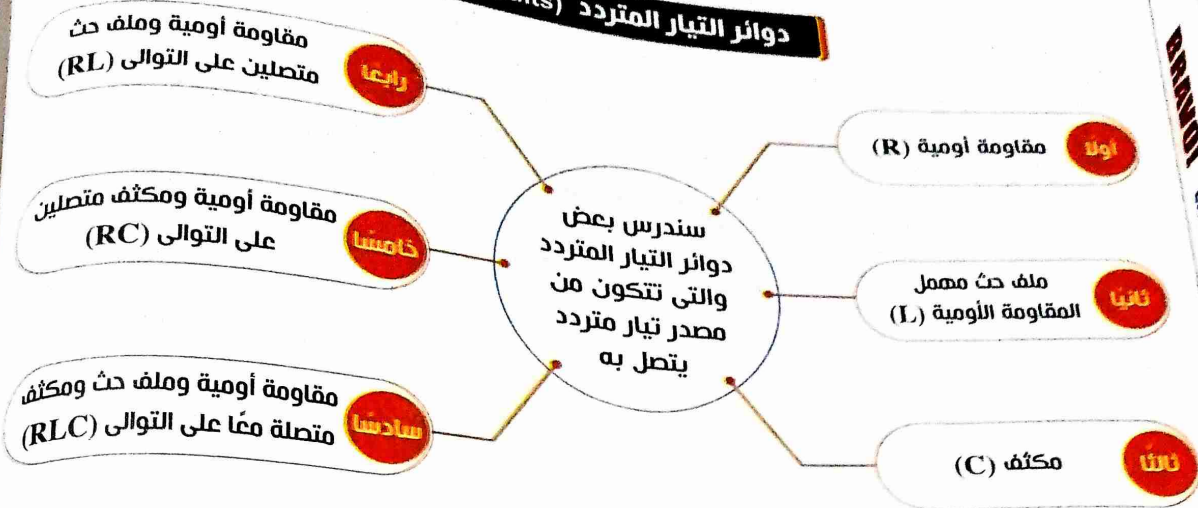 دوائر التيار المتردد
أولًا
مقاومة أومية (R)
ثانيًا
ملف حث مهمل
المقاومة الأومية (L)
ثالثًا
مكثف (C)
سندرس بعض
دوائر التيار المتردد
والتى تتكون من
مصدر تيار متردد
يتصل به
رابعًا
مقاومة أومية وملف حث
متصلين على التوالى (RL)
خامسًا
مقاومة أومية ومكثف متصلين
على التوالى (RC)
سادسًا
مقاومة أومية وملف حث ومكثف
متصلة معًا على التوالى (RLC)